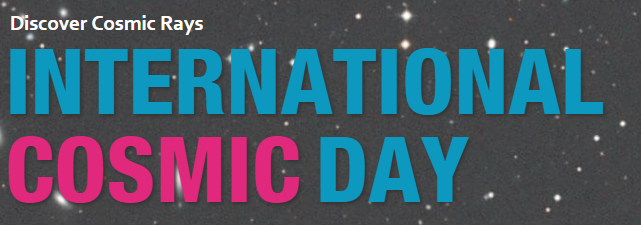 Discover Cosmic Rays
INTERNATIONAL
COSMIC DAY